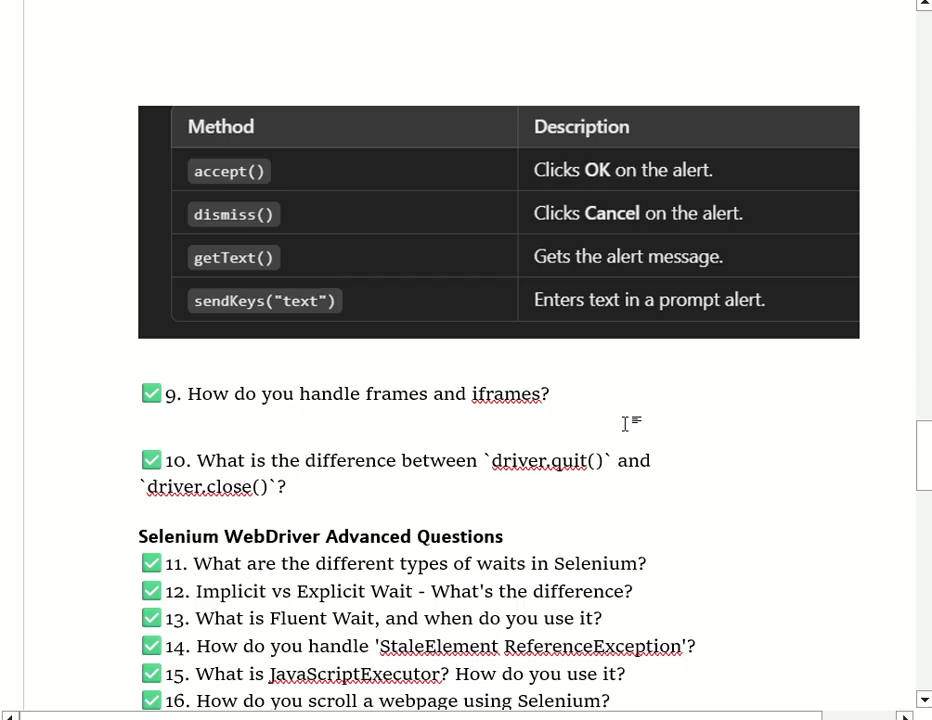 Method Description
accept() Clicks OK on the alert.
dismiss() Clicks Cancel on the alert.
getText() Gets the alert message.
sendKeys("text") Enters text in a prompt alert.
✅9. How do you handle frames and iframes?
✅10. What is the difference between `driver.quit()` and
`driver.close()`?
Selenium WebDriver Advanced Questions
✅11. What are the different types of waits in Selenium?
✅12. Implicit vs Explicit Wait - What's the difference?
✅13. What is Fluent Wait, and when do you use it?
✅14. How do you handle 'StaleElement ReferenceException'?
✅15. What is JavaScriptExecutor? How do you use it?
✅16. How do you scroll a webpage using Selenium?